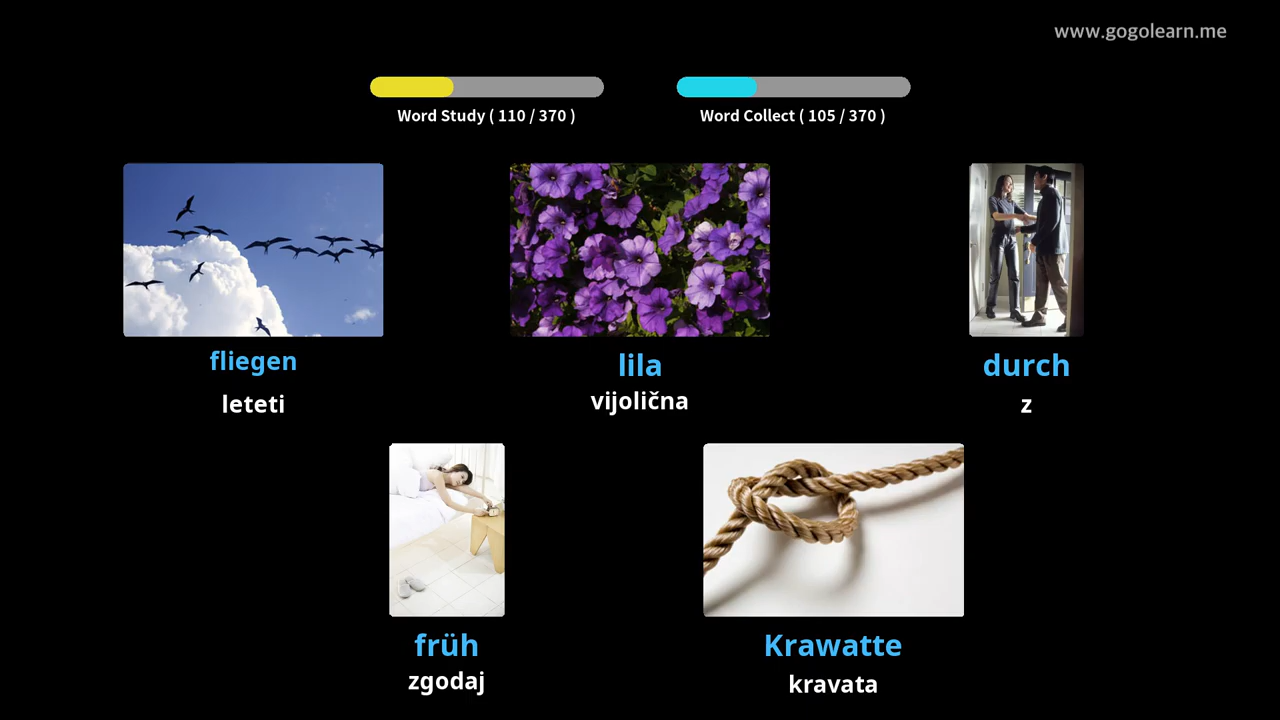 www.gogolearn.me
Word Study ( 110 / 370 )
Word Collect ( 105 / 370 )
fliegen
leteti
lila
vijolična
durch
z
früh
zgodaj
Krawatte
kravata